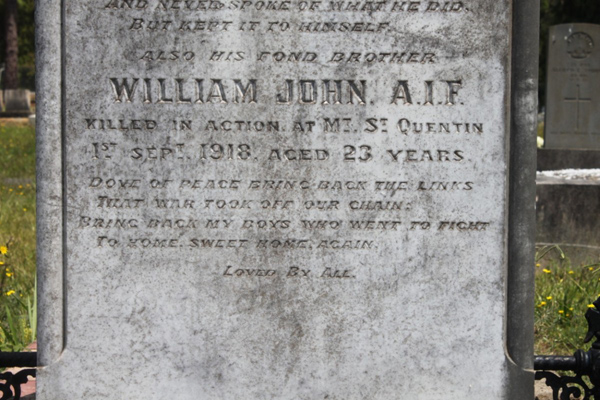 AND NEVER SPOKE OF WHAT HE DID,
BUT KEPT IT TO HIMSELF.
ALSO HIS FOND BROTHER
WILLIAM JOHN. A.I.F.
KILLED IN ACTION, AT MT. ST. QUENTIN
1ST SEPT. 1918. AGED 23 YEARS.
DOVE OF PEACE BRING BACK THE LINKS
THAT WAR TOOK OFF OUR CHAIN;
BRING BACK MY BOYS WHO WENT TO FIGHT
TO HOME, SWEET HOME, AGAIN.
LOVED BY ALL.